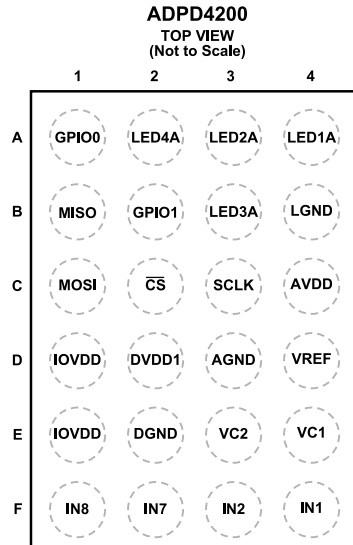 ADPD4200
TOP VIEW
(Not to Scale)
1 2 3 4
A GPIO0 LED4A LED2A LED1A
B MISO GPIO1 LED3A LGND
C MOSI C̅S̅ SCLK AVDD
D IOVDD DVDD1 AGND VREF
E IOVDD DGND VC2 VC1
F IN8 IN7 IN2 IN1